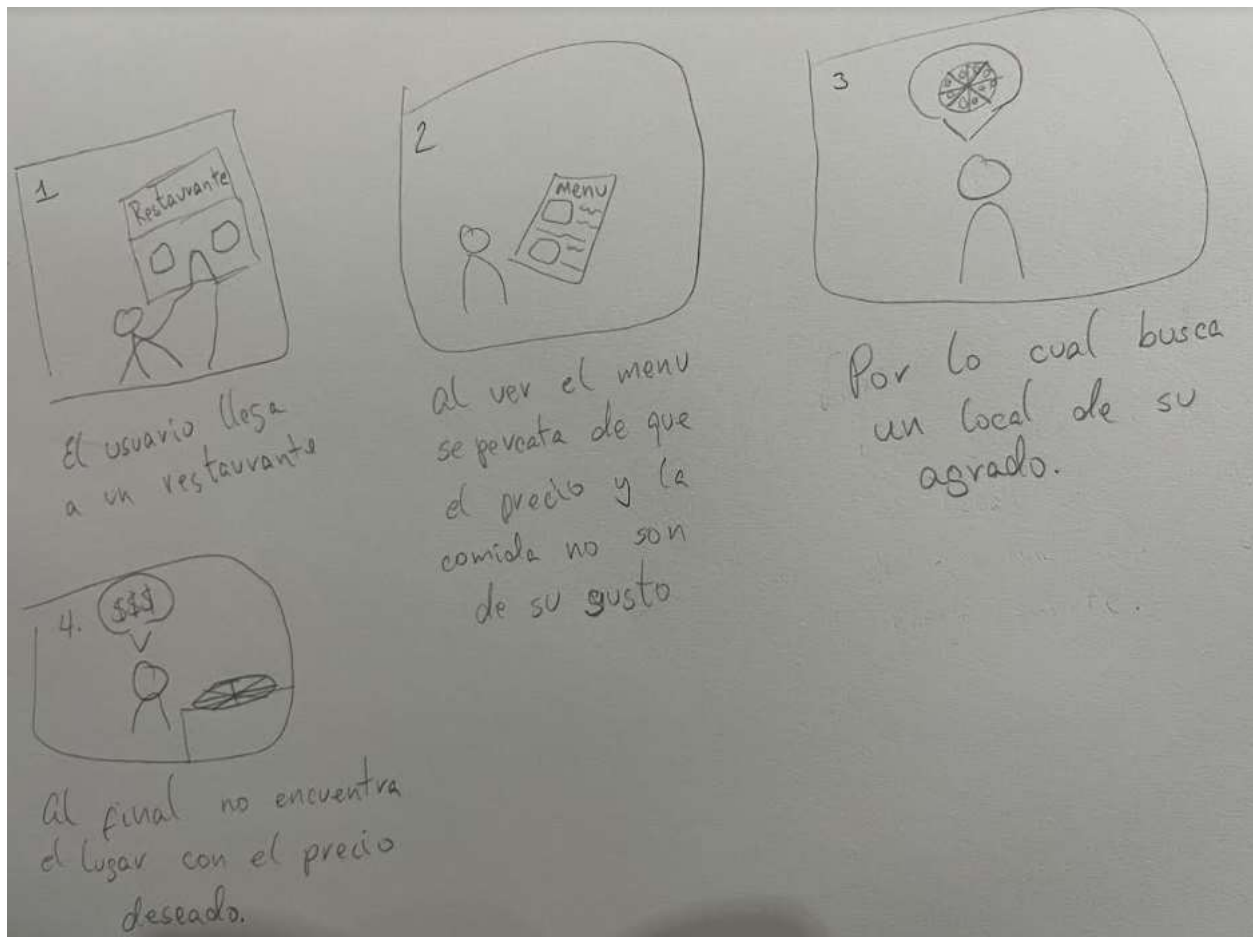 1
Restaurante
El usuario llega
a un restaurante
2
menu
al ver el menu
se percata de que
el precio y la
comida no son
de su gusto
3
Por lo cual busca
un local de su
agrado.
4.
$$$
al final no encuentra
el lugar con el precio
deseado.